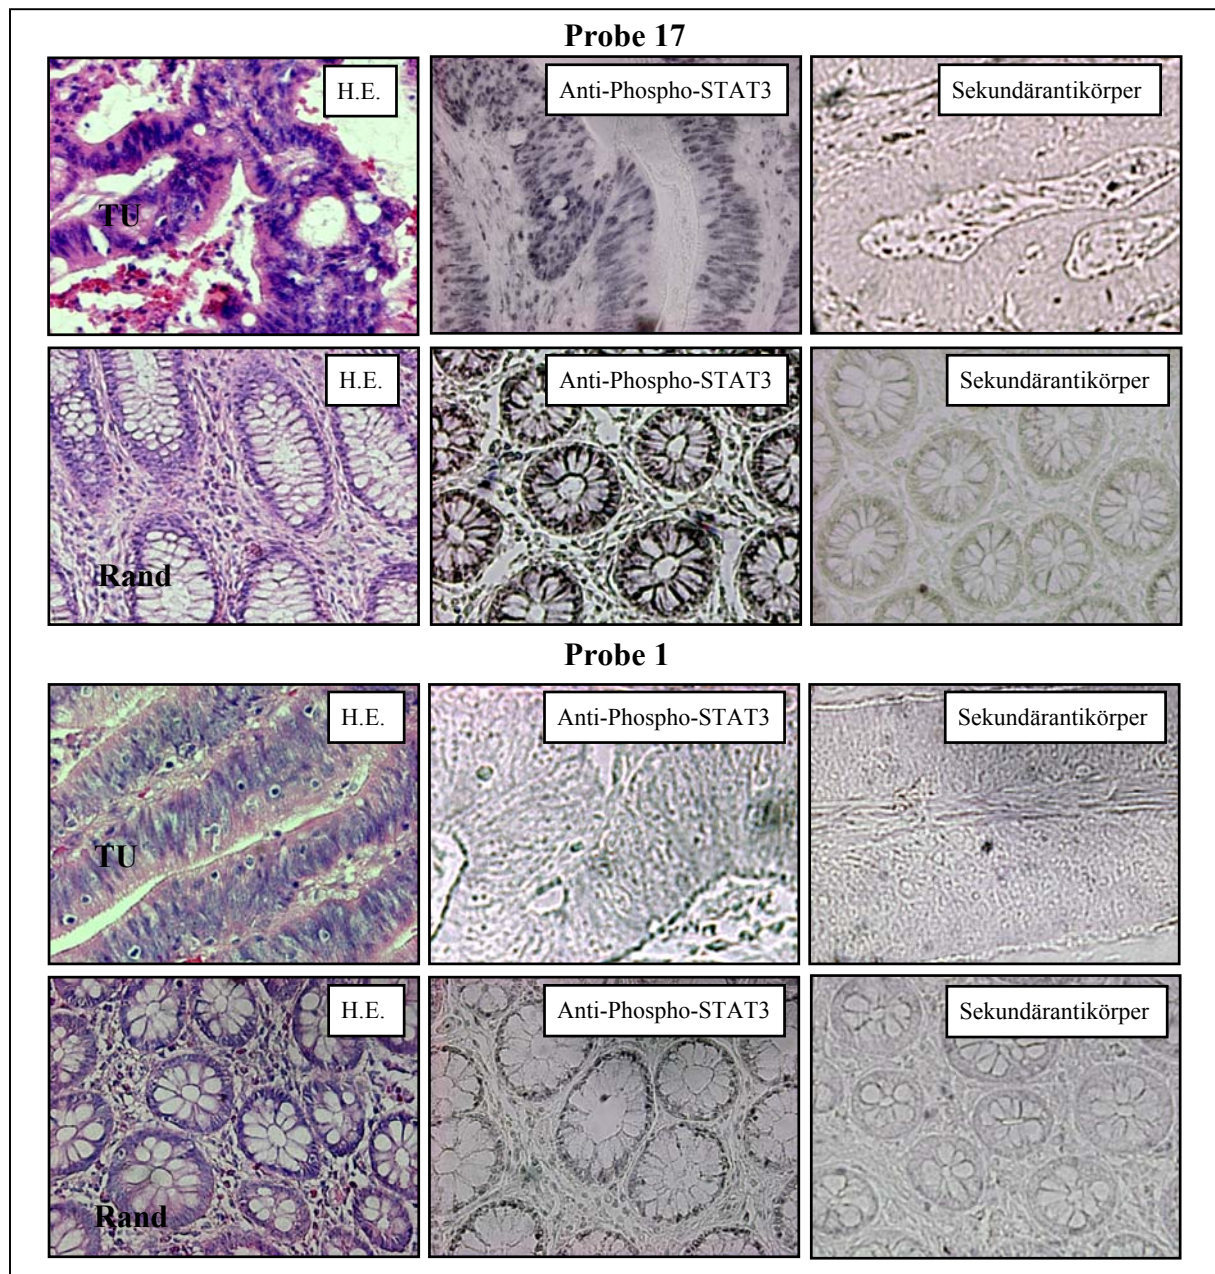 Probe 17
H.E.
Anti-Phospho-STAT3
Sekundärantikörper
TU
H.E.
Anti-Phospho-STAT3
Sekundärantikörper
Rand
Probe 1
H.E.
Anti-Phospho-STAT3
Sekundärantikörper
TU
H.E.
Anti-Phospho-STAT3
Sekundärantikörper
Rand